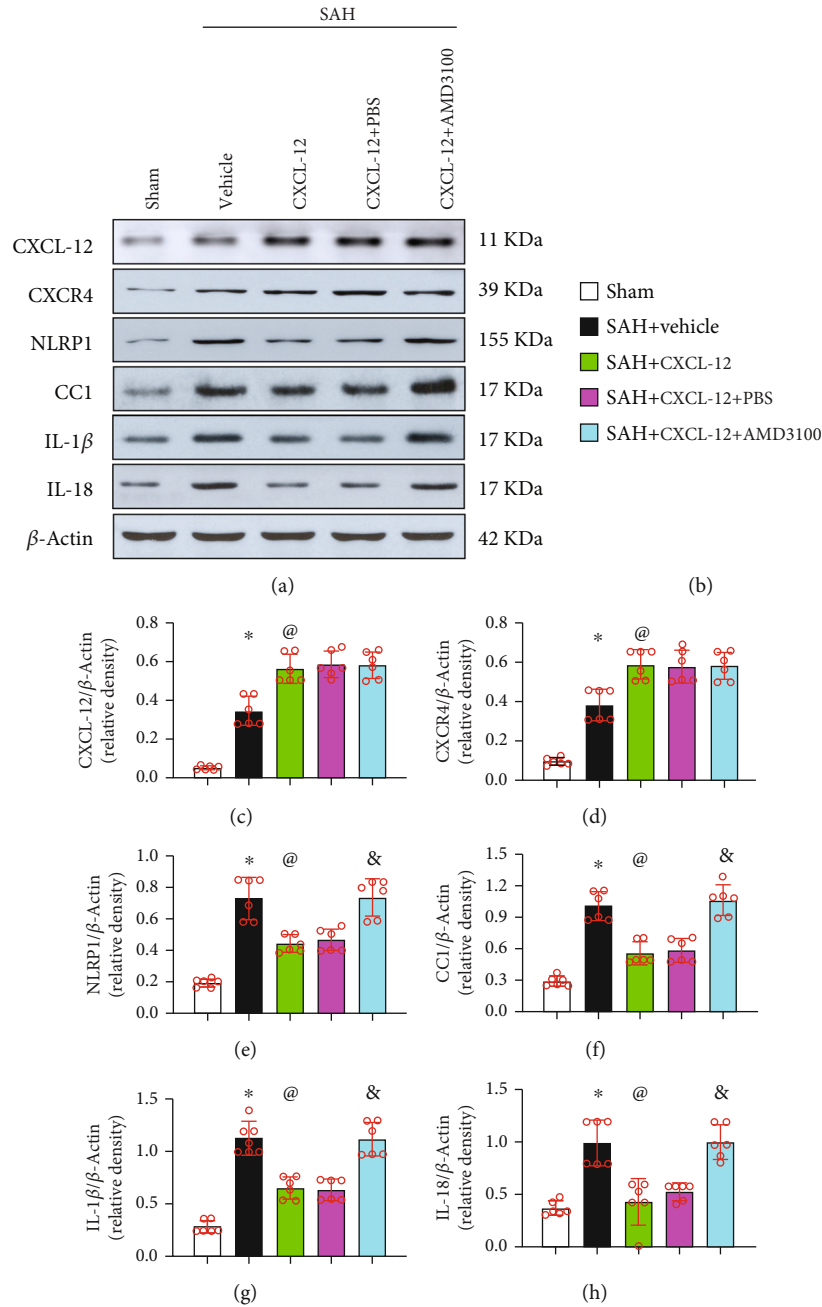 SAH
Sham
Vehicle
CXCL-12
CXCL-12+PBS
CXCL-12+AMD3100
CXCL-12 11 KDa
CXCR4 39 KDa
NLRP1 155 KDa
CC1 17 KDa
IL-1β 17 KDa
IL-18 17 KDa
β-Actin 42 KDa
Sham
SAH+vehicle
SAH+CXCL-12
SAH+CXCL-12+PBS
SAH+CXCL-12+AMD3100
(a)
(b)
CXCL-12/β-Actin
(relative density)
0.8
0.6
0.4
0.2
0.0
*
@
(c)
CXCR4/β-Actin
(relative density)
0.8
0.6
0.4
0.2
0.0
*
@
(d)
NLRP1/β-Actin
(relative density)
1.0
0.8
0.6
0.4
0.2
0.0
*
@
&
(e)
CC1/β-Actin
(relative density)
1.5
1.2
0.9
0.6
0.3
0.0
*
@
&
(f)
IL-1β/β-Actin
(relative density)
1.5
1.0
0.5
0.0
*
@
&
(g)
IL-18/β-Actin
(relative density)
1.5
1.0
0.5
0.0
*
@
&
(h)